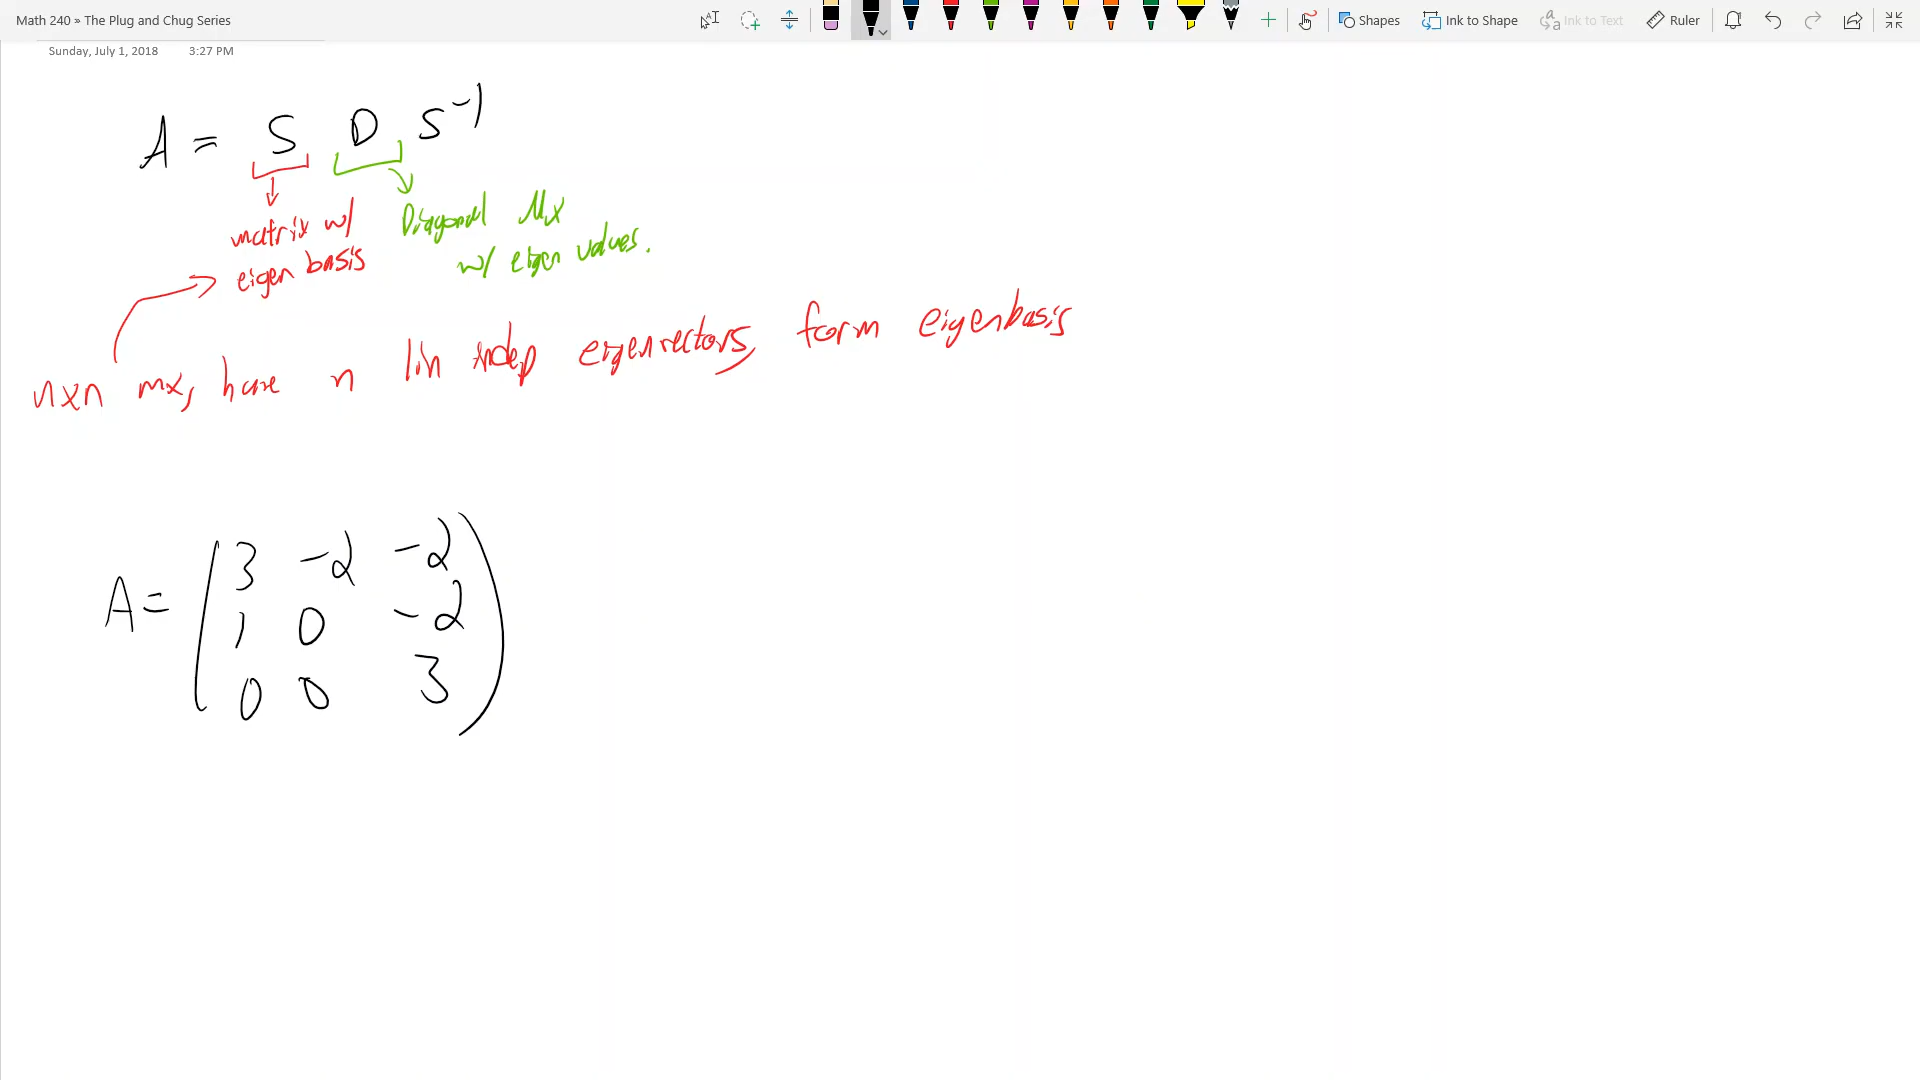 Math 240 » The Plug and Chug Series
Shapes
Ink to Shape
Ink to Text
Ruler
Sunday, July 1, 2018 3:27 PM
A = S D S⁻¹
matrix w/
eigen basis
Diagonal Mx
w/ eigen values.
nxn mx, have n lin indep eigenvectors, form eigenbasis
A =
3 -2 -2
1 0 -2
0 0 3